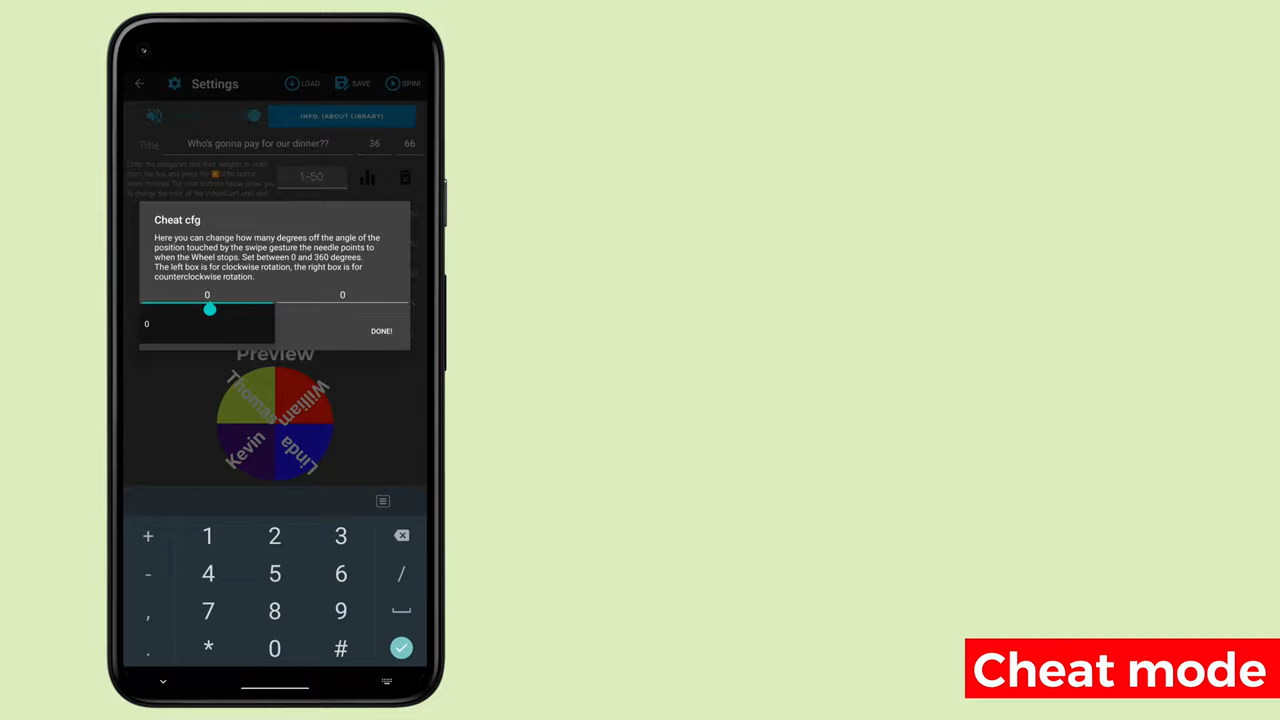 Settings
LOAD
SAVE
SPIN!
INFO. (ABOUT LIBRARY)
Title
Who's gonna pay for our dinner??
36
66
1~50
Cheat cfg
Here you can change how many degrees off the angle of the
position touched by the swipe gesture the needle points to
when the Wheel stops. Set between 0 and 360 degrees.
The left box is for clockwise rotation, the right box is for
counterclockwise rotation.
0
0
0
DONE!
Preview
Thomas
William
Kevin
Linda
+ 1 2 3
- 4 5 6 /
, 7 8 9
. * 0 #
Cheat mode